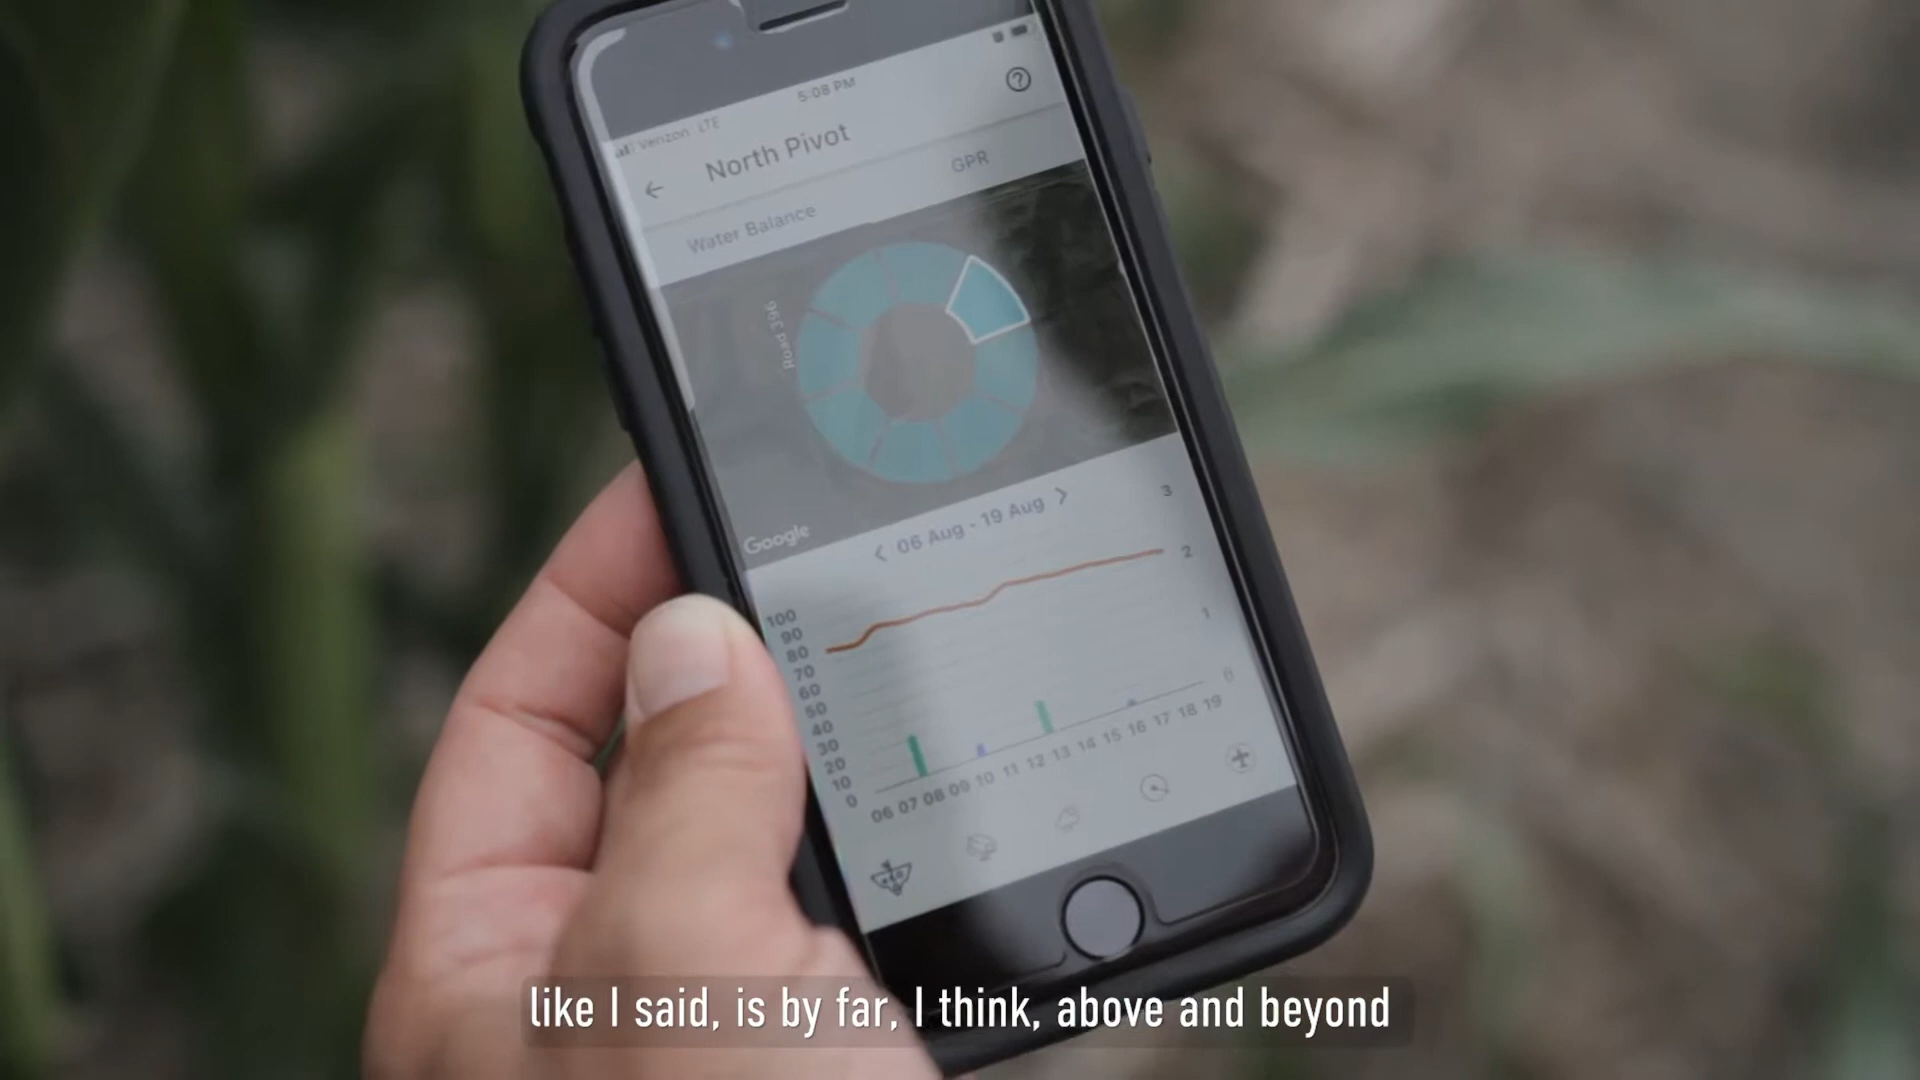 5:08 PM
Verizon LTE
North Pivot
GPR
Water Balance
Road 396
Google
06 Aug - 19 Aug
3
2
1
0
100
90
80
70
60
50
40
30
20
10
0
06 07 08 09 10 11 12 13 14 15 16 17 18 19
like I said, is by far, I think, above and beyond